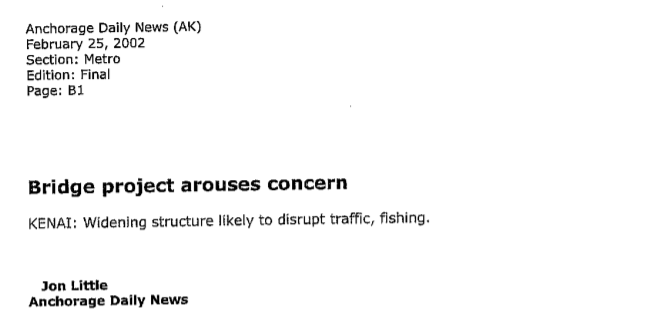 Anchorage Daily News (AK)
February 25, 2002
Section: Metro
Edition: Final
Page: B1
Bridge project arouses concern
KENAI: Widening structure likely to disrupt traffic, fishing.
Jon Little
Anchorage Daily News